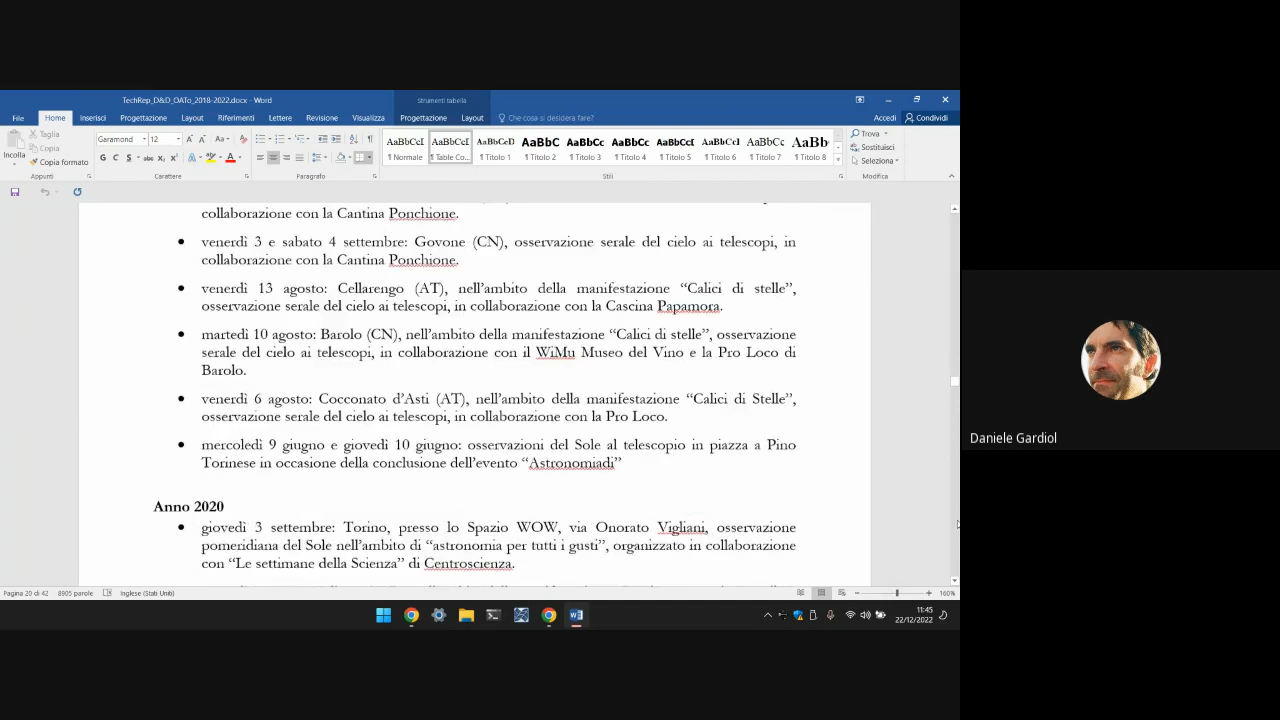 TechRep_D&D_OATo_2018-2022.docx - Word
Strumenti tabella
File Home Inserisci Progettazione Layout Riferimenti Lettere Revisione Visualizza Progettazione Layout Che cosa si desidera fare? Accedi Condividi
Incolla
Taglia
Copia
Copia formato
Appunti
Garamond 12
Carattere
Paragrafo
AaBbCcI AaBbCcI AaBbCcD AaBbC AaBbCc AaBbCc AaBbCcI AaBbCcI AaBbCc AaBb
¶ Normale ¶ Table Co... ¶ Titolo 1 ¶ Titolo 2 ¶ Titolo 3 ¶ Titolo 4 ¶ Titolo 5 ¶ Titolo 6 ¶ Titolo 7 ¶ Titolo 8
Stili
Trova
Sostituisci
Seleziona
Modifica
collaborazione con la Cantina Ponchione.
• venerdì 3 e sabato 4 settembre: Govone (CN), osservazione serale del cielo ai telescopi, in
collaborazione con la Cantina Ponchione.
• venerdì 13 agosto: Cellarengo (AT), nell’ambito della manifestazione “Calici di stelle”,
osservazione serale del cielo ai telescopi, in collaborazione con la Cascina Papamora.
• martedì 10 agosto: Barolo (CN), nell’ambito della manifestazione “Calici di stelle”, osservazione
serale del cielo ai telescopi, in collaborazione con il WiMu Museo del Vino e la Pro Loco di
Barolo.
• venerdì 6 agosto: Cocconato d’Asti (AT), nell’ambito della manifestazione “Calici di Stelle”,
osservazione serale del cielo ai telescopi, in collaborazione con la Pro Loco.
• mercoledì 9 giugno e giovedì 10 giugno: osservazioni del Sole al telescopio in piazza a Pino
Torinese in occasione della conclusione dell’evento “Astronomiadi”
Anno 2020
• giovedì 3 settembre: Torino, presso lo Spazio WOW, via Onorato Vigliani, osservazione
pomeridiana del Sole nell’ambito di “astronomia per tutti i gusti”, organizzato in collaborazione
con “Le settimane della Scienza” di Centroscienza.
Pagina 20 di 42 8905 parole Inglese (Stati Uniti) 160%
11:45
22/12/2022
Daniele Gardiol